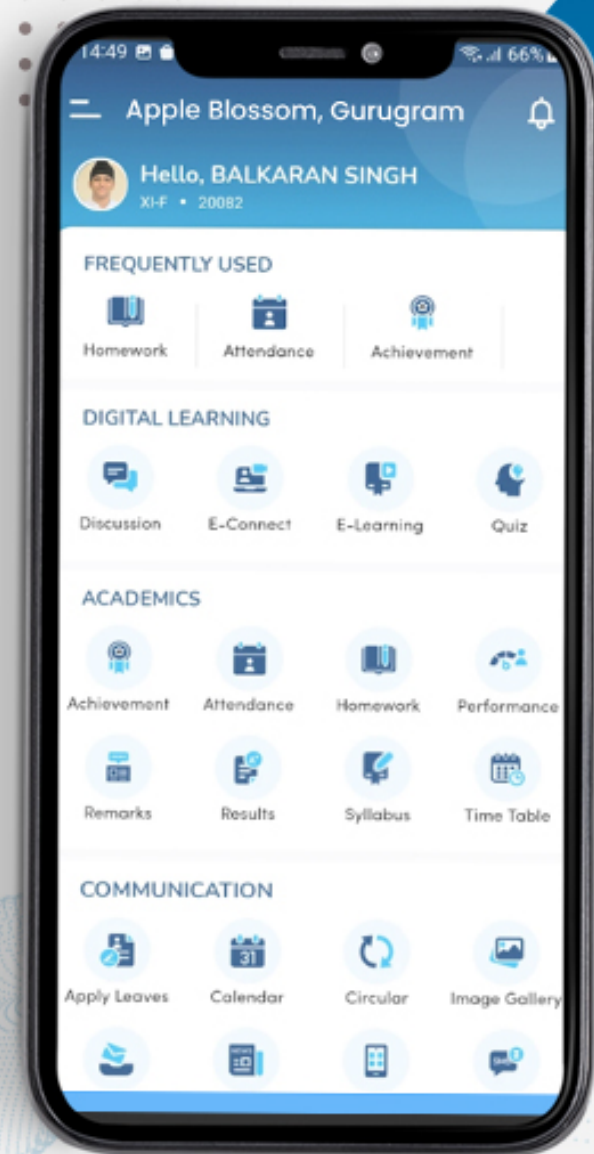 14:49 66%
Apple Blossom, Gurugram
Hello, BALKARAN SINGH
XI-F • 20082
FREQUENTLY USED
Homework Attendance Achievement
DIGITAL LEARNING
Discussion E-Connect E-Learning Quiz
ACADEMICS
Achievement Attendance Homework Performance
Remarks Results Syllabus Time Table
COMMUNICATION
31
Apply Leaves Calendar Circular Image Gallery
NEWS